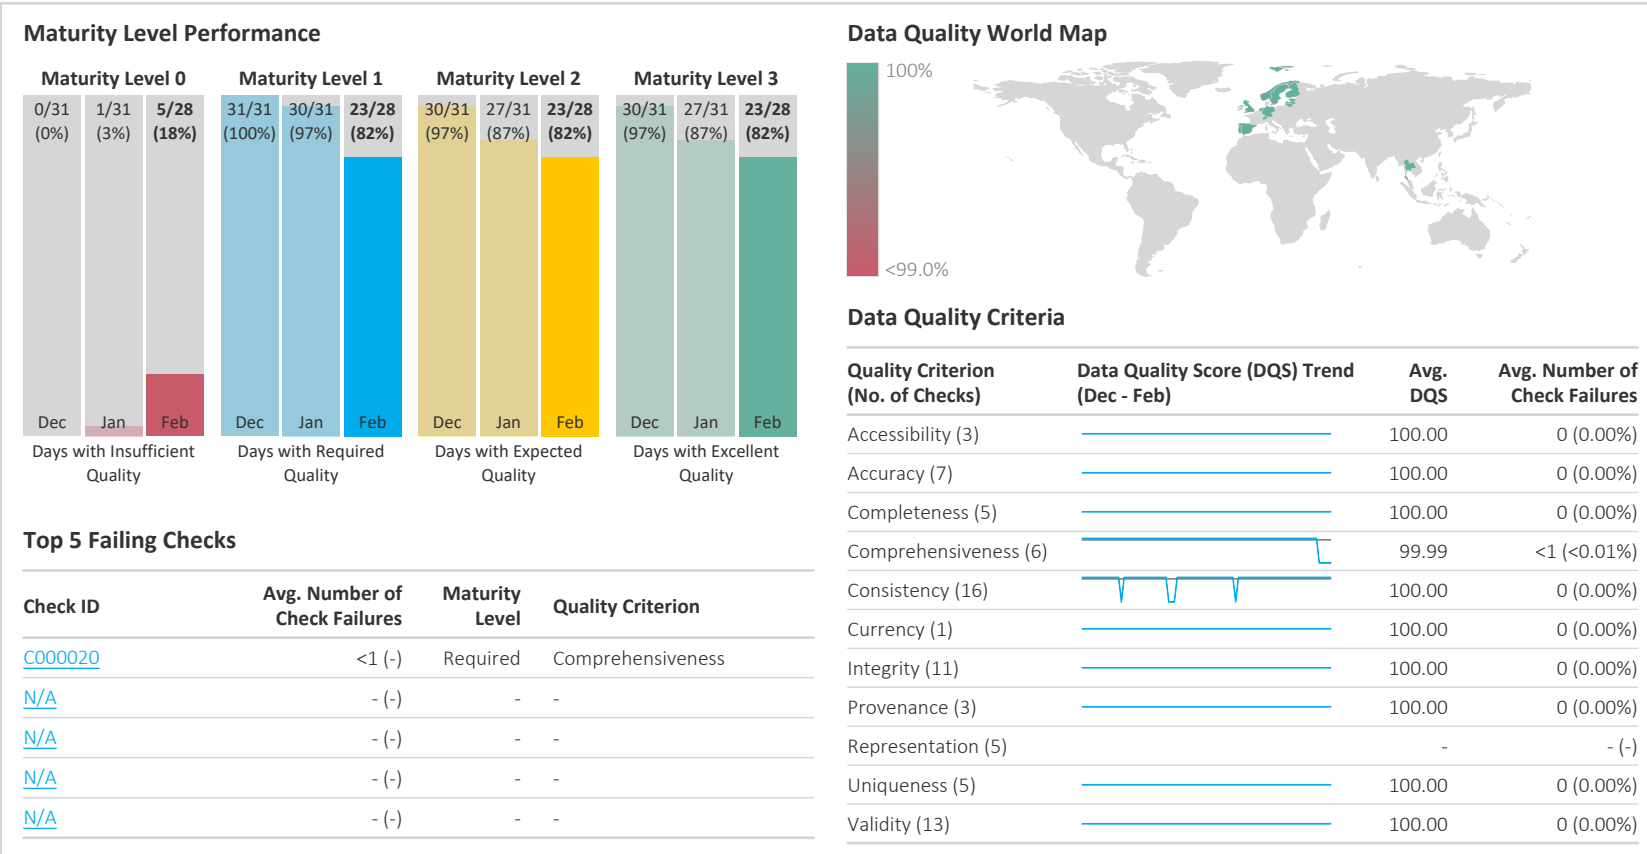 Maturity Level Performance
Maturity Level 0
0/31 1/31 5/28
(0%) (3%) (18%)
Dec Jan Feb
Days with Insufficient
Quality
Maturity Level 1
31/31 30/31 23/28
(100%) (97%) (82%)
Dec Jan Feb
Days with Required
Quality
Maturity Level 2
30/31 27/31 23/28
(97%) (87%) (82%)
Dec Jan Feb
Days with Expected
Quality
Maturity Level 3
30/31 27/31 23/28
(97%) (87%) (82%)
Dec Jan Feb
Days with Excellent
Quality
Top 5 Failing Checks
Check ID Avg. Number of Check Failures Maturity Level Quality Criterion
C000020 <1 (-) Required Comprehensiveness
N/A - (-) - -
N/A - (-) - -
N/A - (-) - -
N/A - (-) - -
Data Quality World Map
100%
<99.0%
Data Quality Criteria
Quality Criterion (No. of Checks) Data Quality Score (DQS) Trend (Dec - Feb) Avg. DQS Avg. Number of Check Failures
Accessibility (3) 100.00 0 (0.00%)
Accuracy (7) 100.00 0 (0.00%)
Completeness (5) 100.00 0 (0.00%)
Comprehensiveness (6) 99.99 <1 (<0.01%)
Consistency (16) 100.00 0 (0.00%)
Currency (1) 100.00 0 (0.00%)
Integrity (11) 100.00 0 (0.00%)
Provenance (3) 100.00 0 (0.00%)
Representation (5) - - (-)
Uniqueness (5) 100.00 0 (0.00%)
Validity (13) 100.00 0 (0.00%)